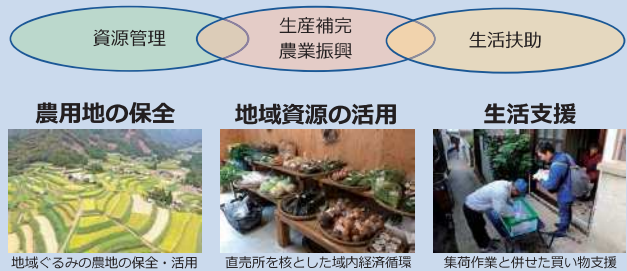 資源管理
生産補完
農業振興
生活扶助
農用地の保全
地域資源の活用
生活支援
地域ぐるみの農地の保全・活用
直売所を核とした域内経済循環
集荷作業と併せた買い物支援